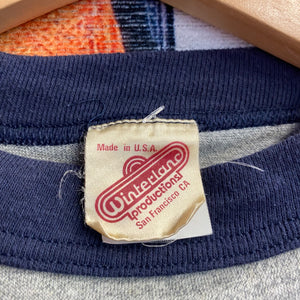 Made in U.S.A.
Winterland
Productions
San Francisco CA